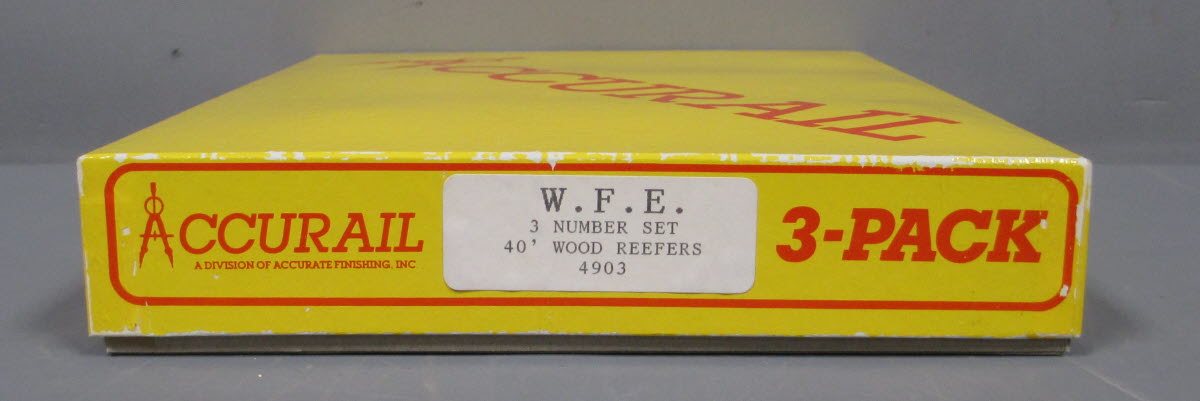 ACCURAIL
ACCURAIL
A DIVISION OF ACCURATE FINISHING, INC
W.F.E.
3 NUMBER SET
40' WOOD REEFERS
4903
3-PACK